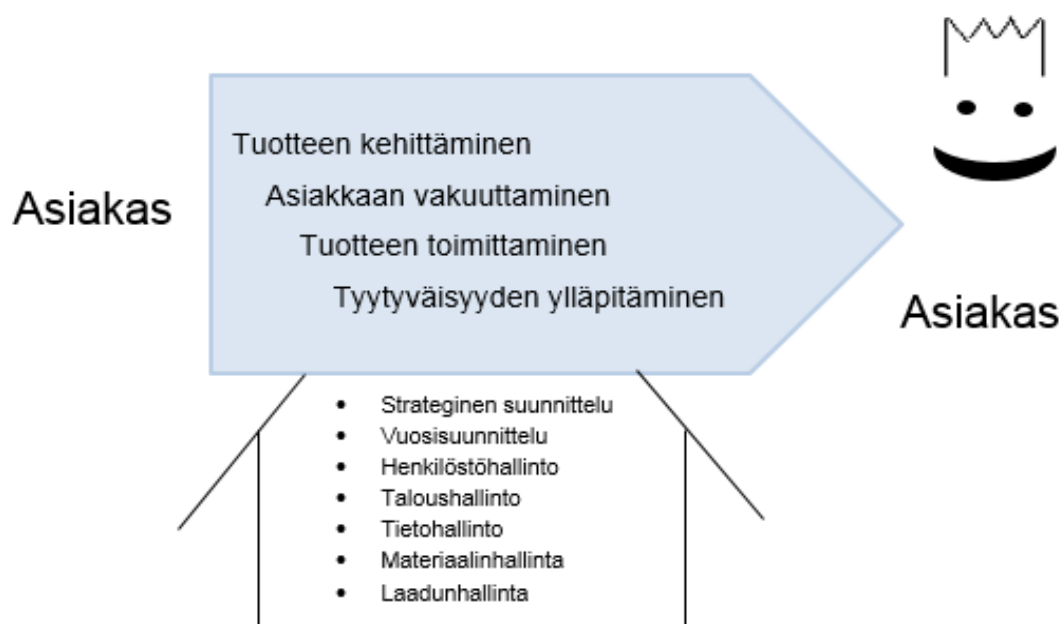 Asiakas
Tuotteen kehittäminen
Asiakkaan vakuuttaminen
Tuotteen toimittaminen
Tyytyväisyyden ylläpitäminen
Asiakas
• Strateginen suunnittelu
• Vuosisuunnittelu
• Henkilöstöhallinto
• Taloushallinto
• Tietohallinto
• Materiaalinhallinta
• Laadunhallinta